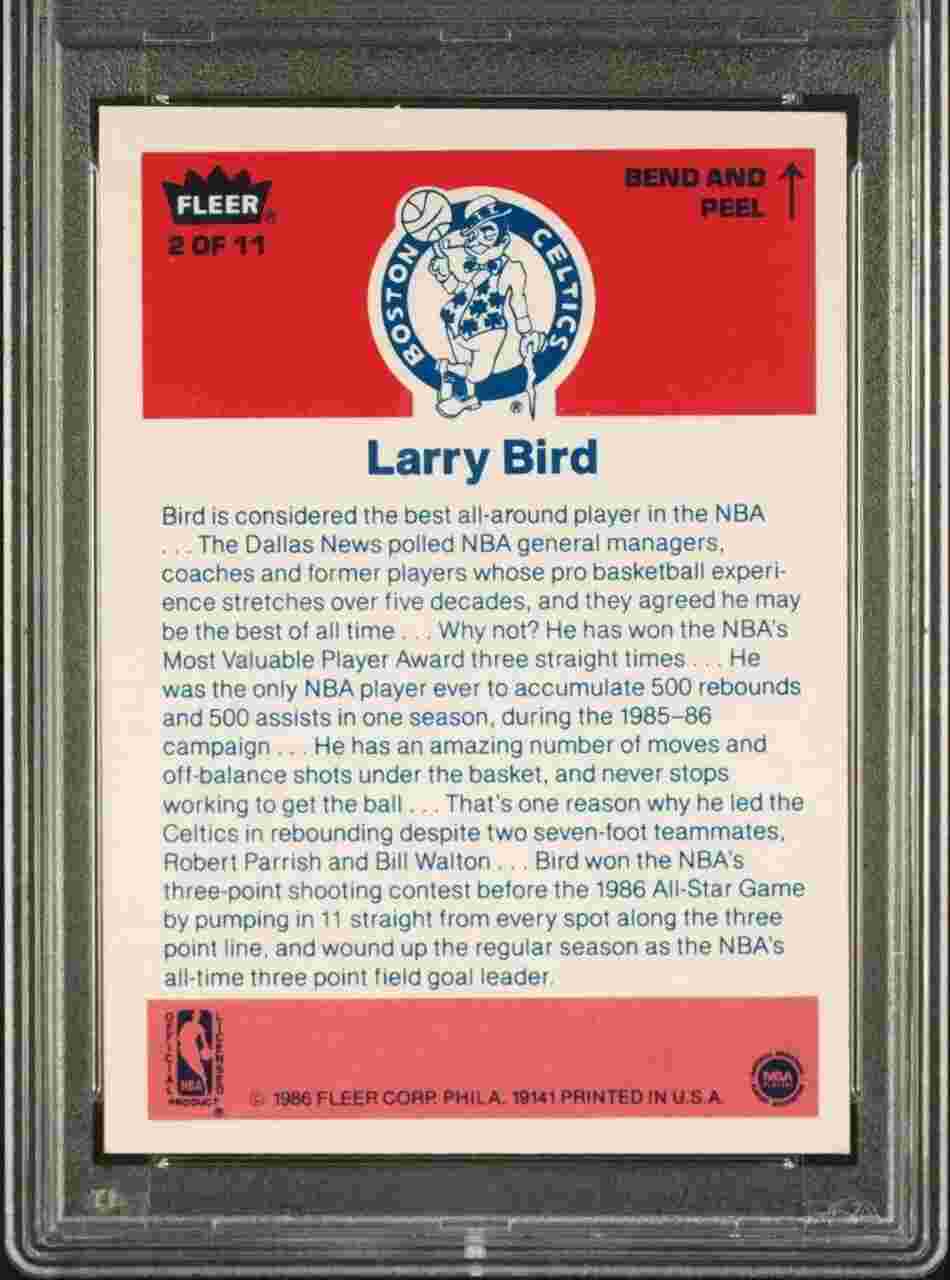 FLEER®
2 OF 11
BEND AND
PEEL
BOSTON CELTICS
®
Larry Bird
Bird is considered the best all-around player in the NBA
. . . The Dallas News polled NBA general managers,
coaches and former players whose pro basketball experi-
ence stretches over five decades, and they agreed he may
be the best of all time . . . Why not? He has won the NBA's
Most Valuable Player Award three straight times . . . He
was the only NBA player ever to accumulate 500 rebounds
and 500 assists in one season, during the 1985–86
campaign . . . He has an amazing number of moves and
off-balance shots under the basket, and never stops
working to get the ball . . . That's one reason why he led the
Celtics in rebounding despite two seven-foot teammates,
Robert Parrish and Bill Walton . . . Bird won the NBA's
three-point shooting contest before the 1986 All-Star Game
by pumping in 11 straight from every spot along the three
point line, and wound up the regular season as the NBA's
all-time three point field goal leader.
OFFICIAL LICENSED
NBA
PRODUCT ®
© 1986 FLEER CORP. PHILA. 19141 PRINTED IN U.S.A.
NBA
PLAYERS